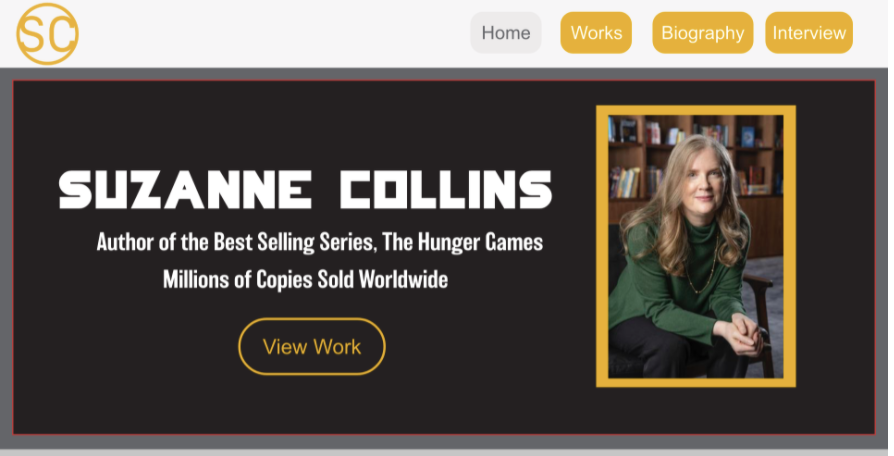 SC
Home
Works
Biography
Interview
SUZANNE COLLINS
Author of the Best Selling Series, The Hunger Games
Millions of Copies Sold Worldwide
View Work